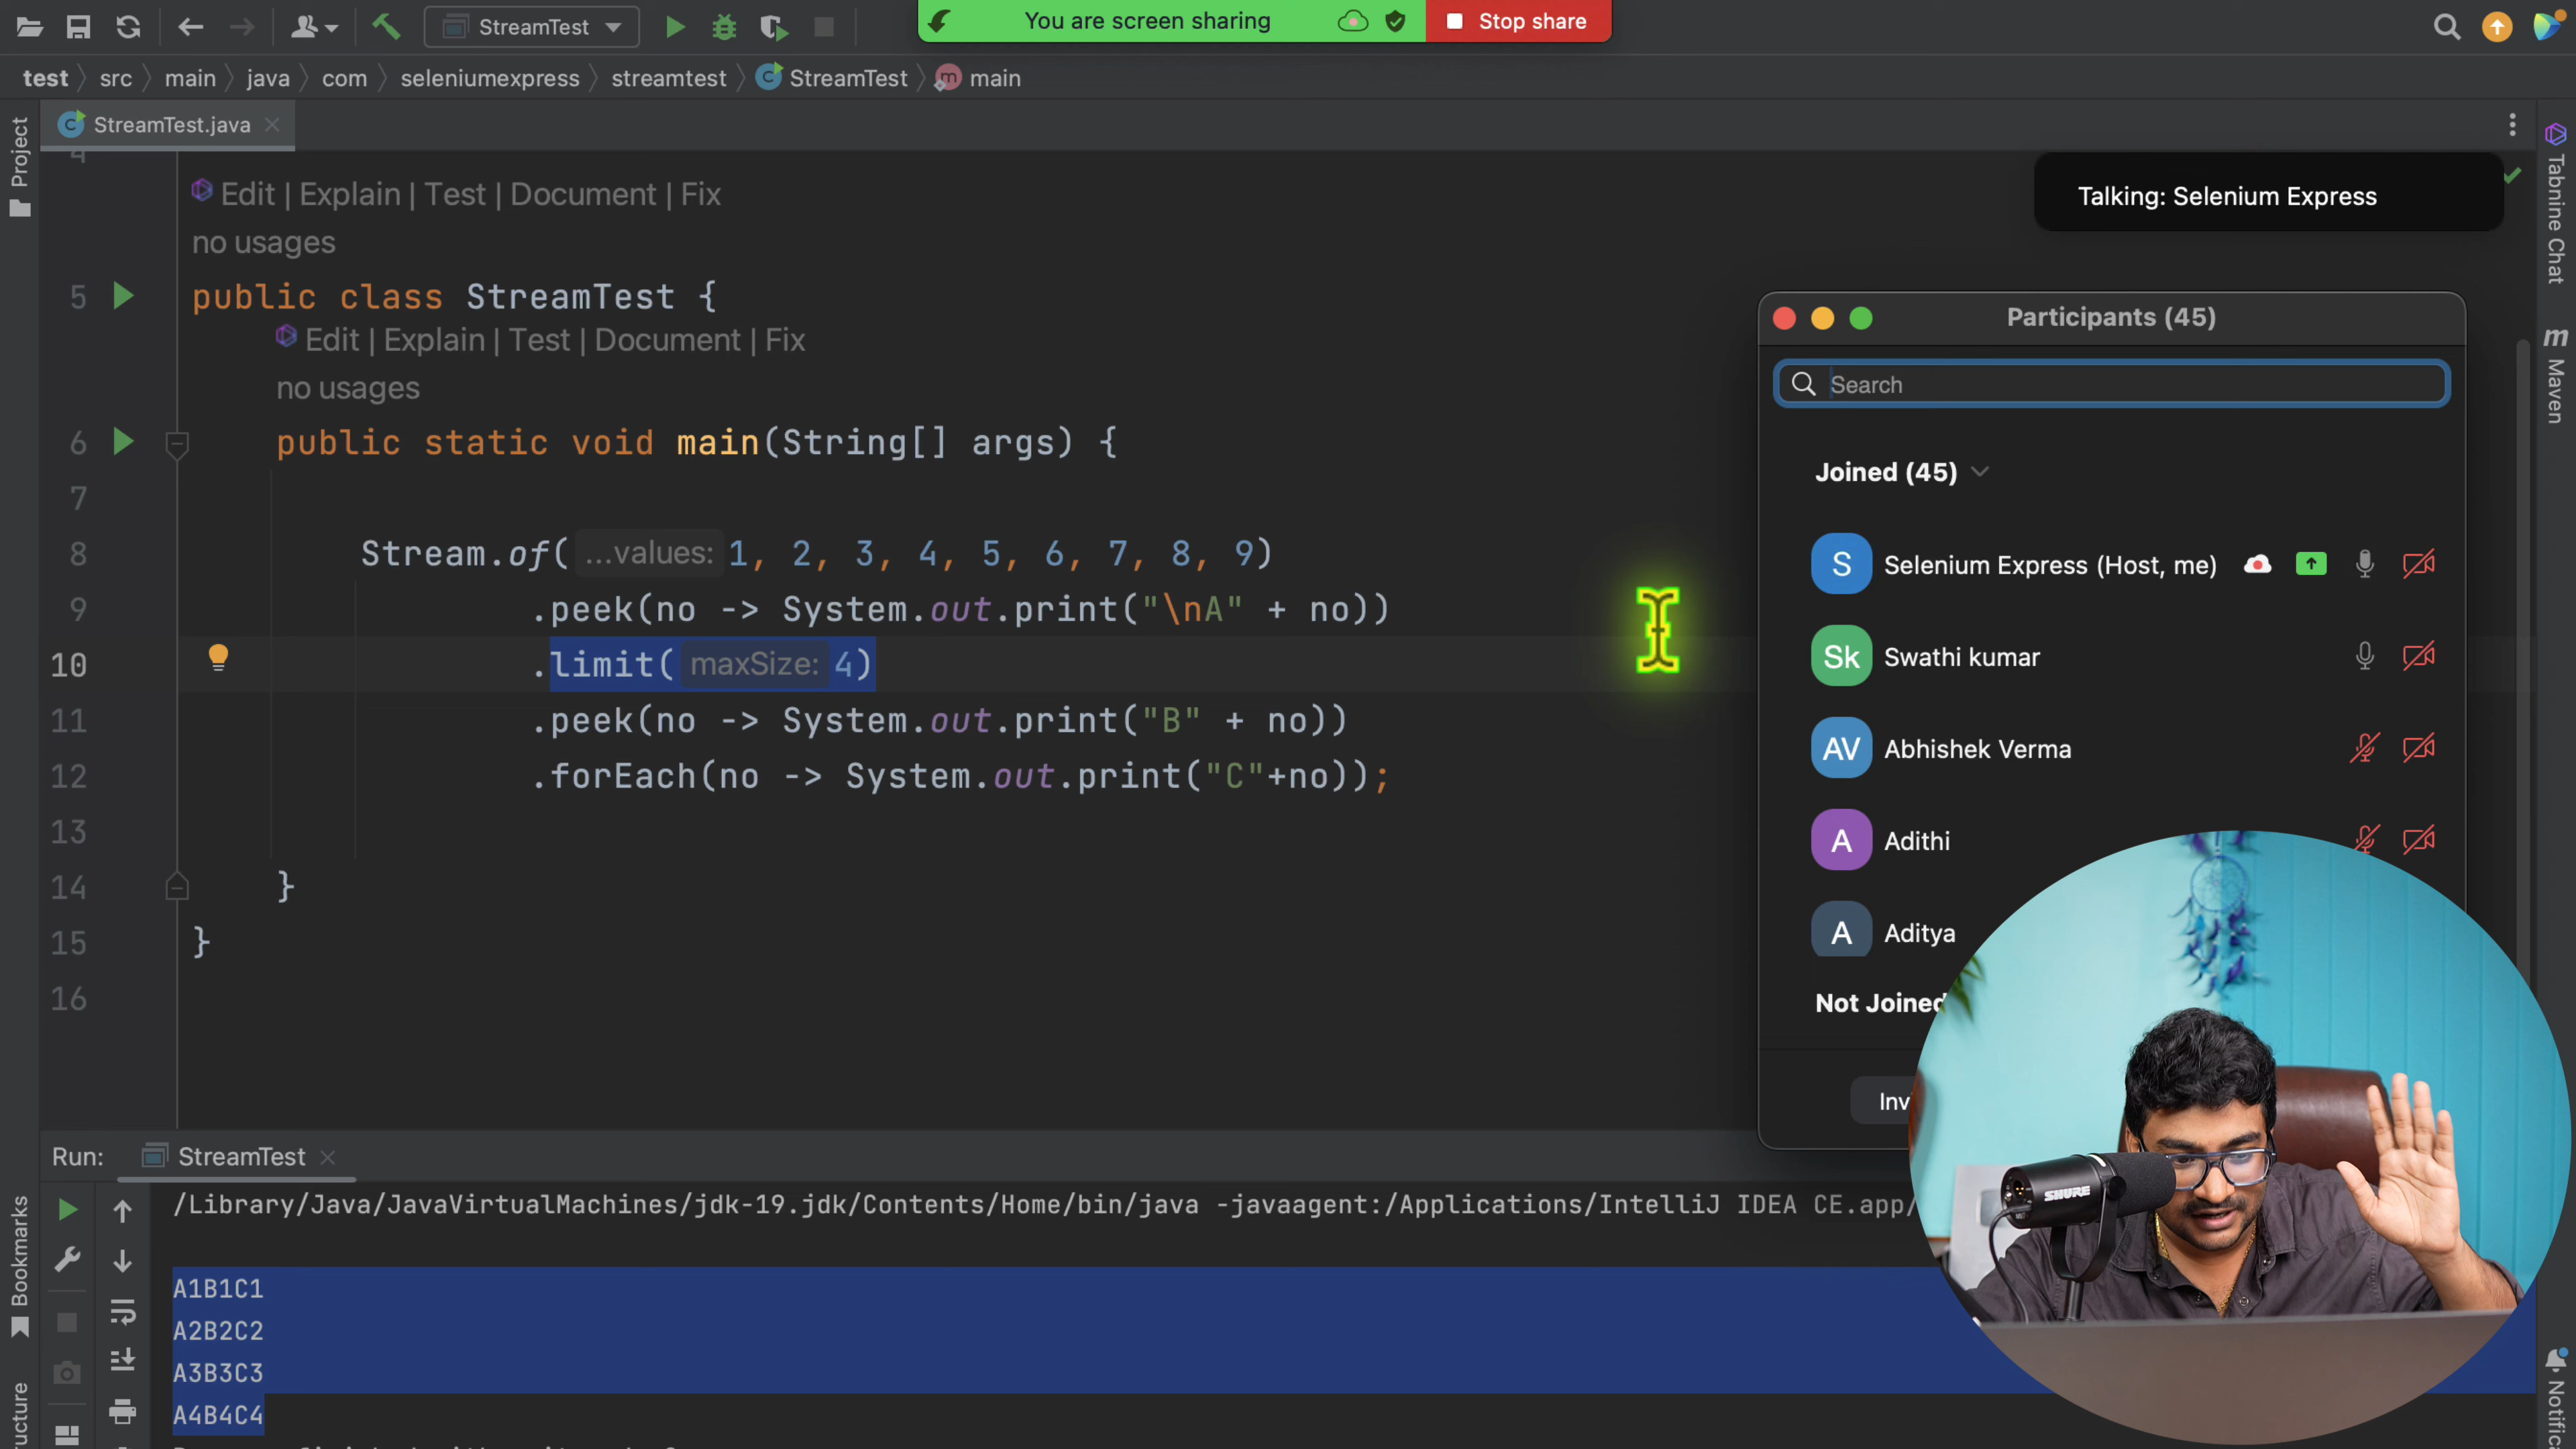 StreamTest
You are screen sharing
Stop share
test
src
main
java
com
seleniumexpress
streamtest
StreamTest
main
StreamTest.java
Project
Tabnine Chat
Maven
Talking: Selenium Express
4
Edit | Explain | Test | Document | Fix
no usages
5 public class StreamTest {
Edit | Explain | Test | Document | Fix
no usages
6 public static void main(String[] args) {
7
8 Stream.of( ...values: 1, 2, 3, 4, 5, 6, 7, 8, 9)
9 .peek(no -> System.out.print("\nA" + no))
10 .limit( maxSize: 4)
11 .peek(no -> System.out.print("B" + no))
12 .forEach(no -> System.out.print("C"+no));
13
14 }
15 }
16
Participants (45)
Search
Joined (45)
S Selenium Express (Host, me)
Sk Swathi kumar
AV Abhishek Verma
A Adithi
A Aditya
Not Joined
Inv
SHURE
Run: StreamTest
/Library/Java/JavaVirtualMachines/jdk-19.jdk/Contents/Home/bin/java -javaagent:/Applications/IntelliJ IDEA CE.app/
A1B1C1
A2B2C2
A3B3C3
A4B4C4
Bookmarks
ucture
Notific